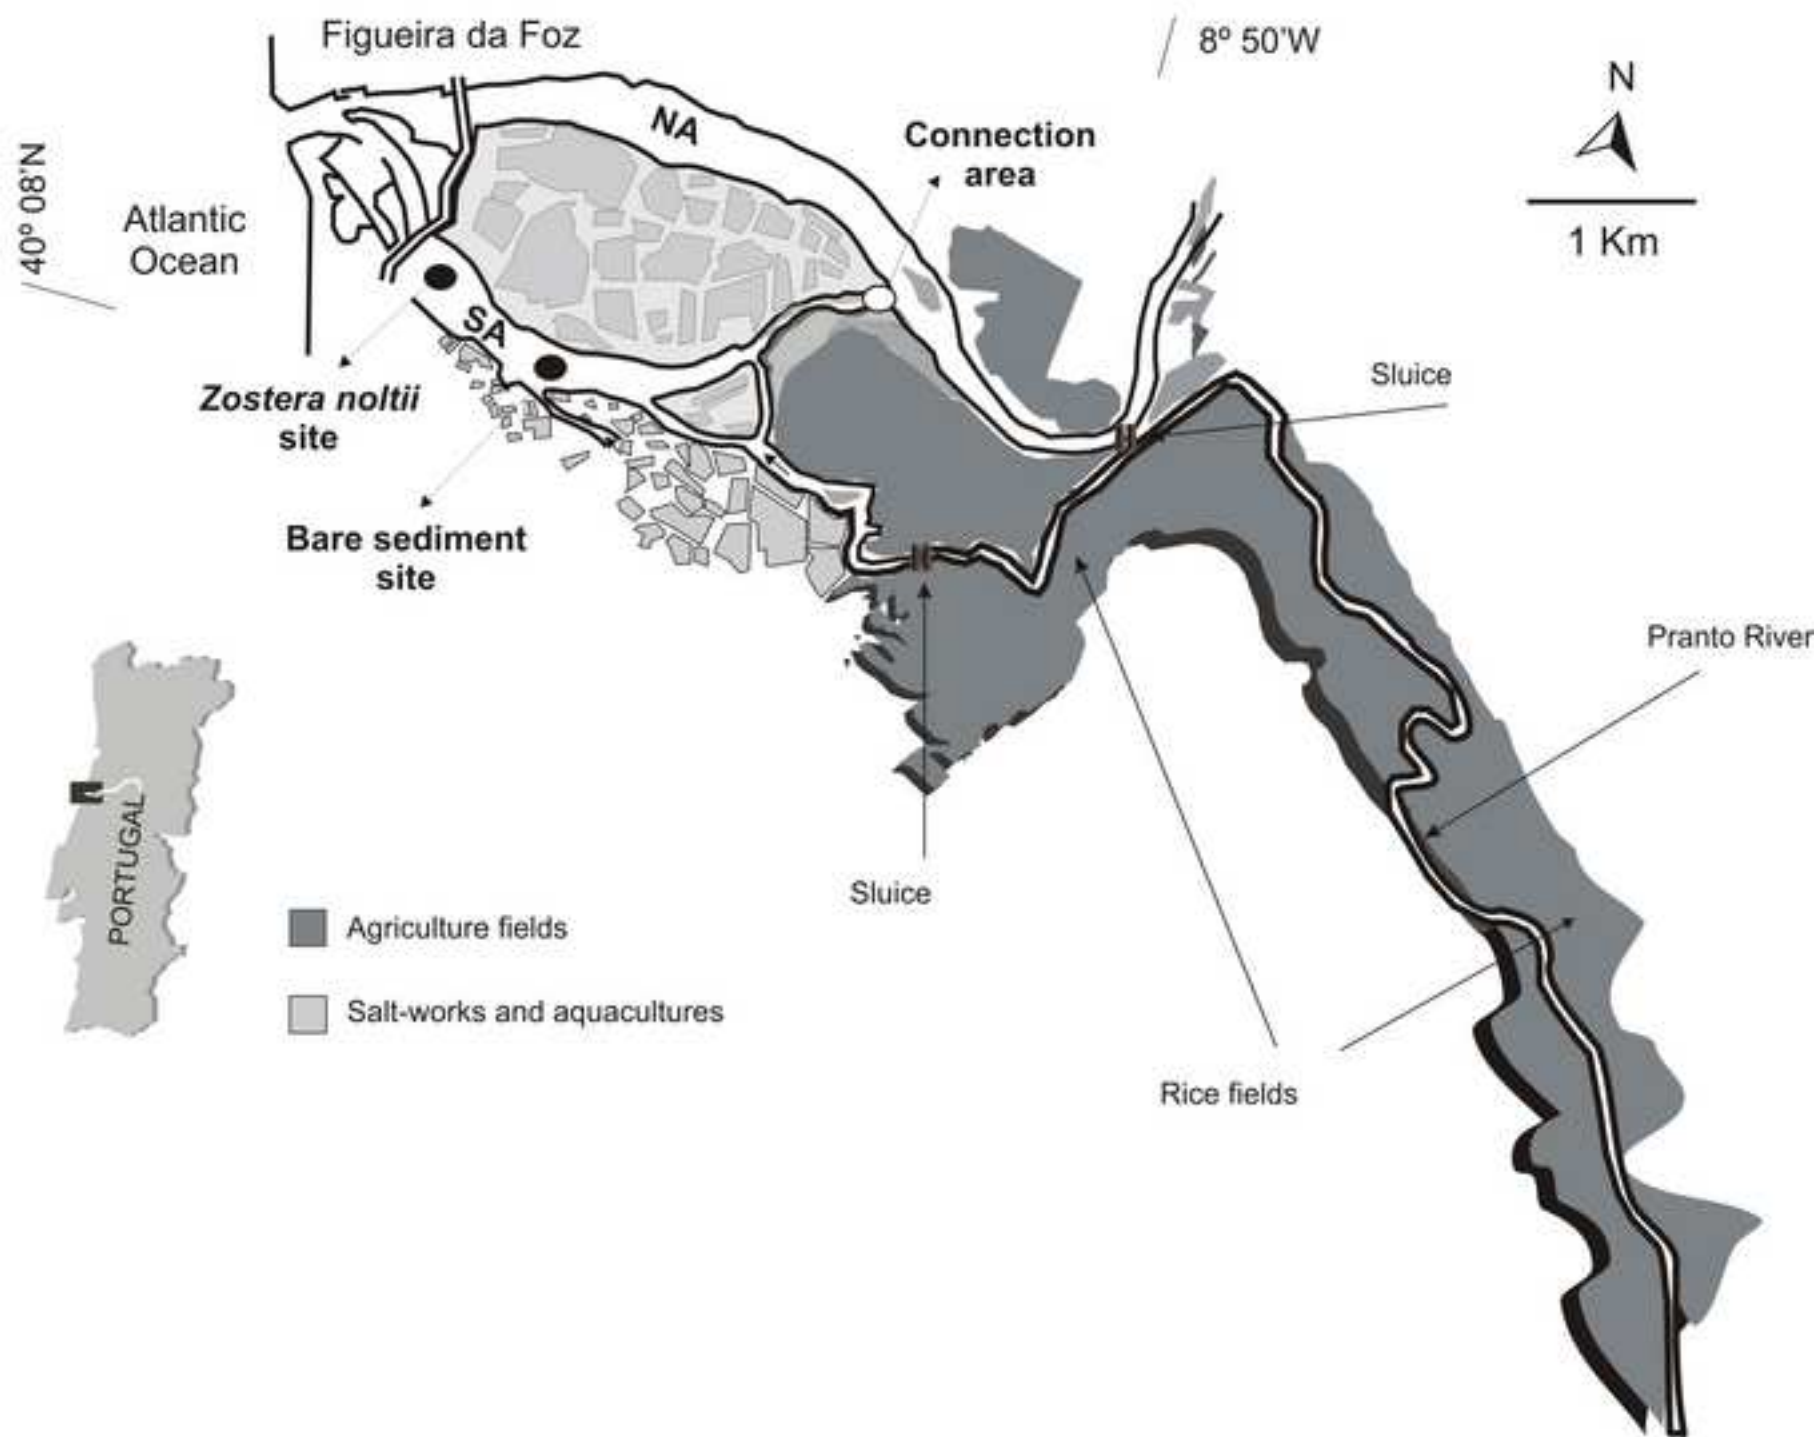 Figueira da Foz
8º 50'W
N
NA
Connection
area
40º 08'N
Atlantic
Ocean
1 Km
SA
Sluice
Zostera noltii
site
Bare sediment
site
Pranto River
PORTUGAL
Sluice
Agriculture fields
Salt-works and aquacultures
Rice fields